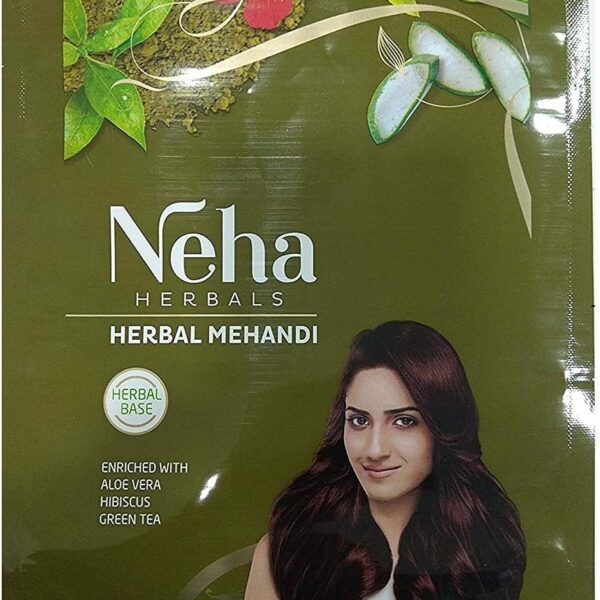 Neha
HERBALS
HERBAL MEHANDI
HERBAL
BASE
ENRICHED WITH
ALOE VERA
HIBISCUS
GREEN TEA